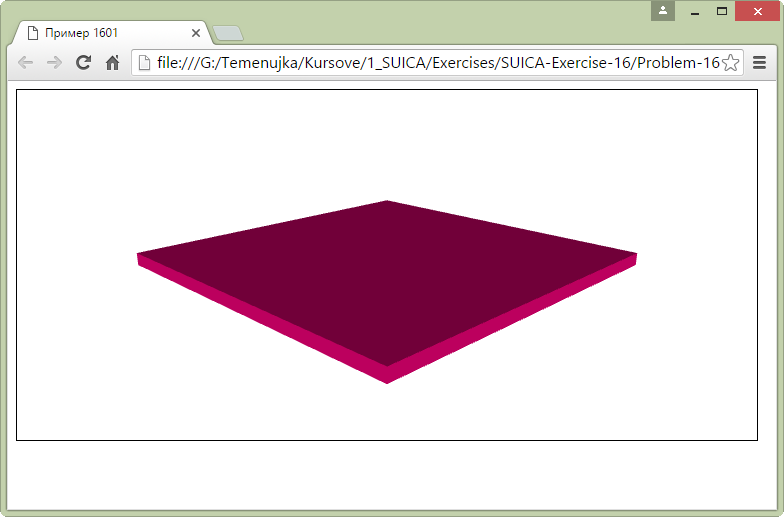 Пример 1601
file:///G:/Temenujka/Kursove/1_SUICA/Exercises/SUICA-Exercise-16/Problem-16